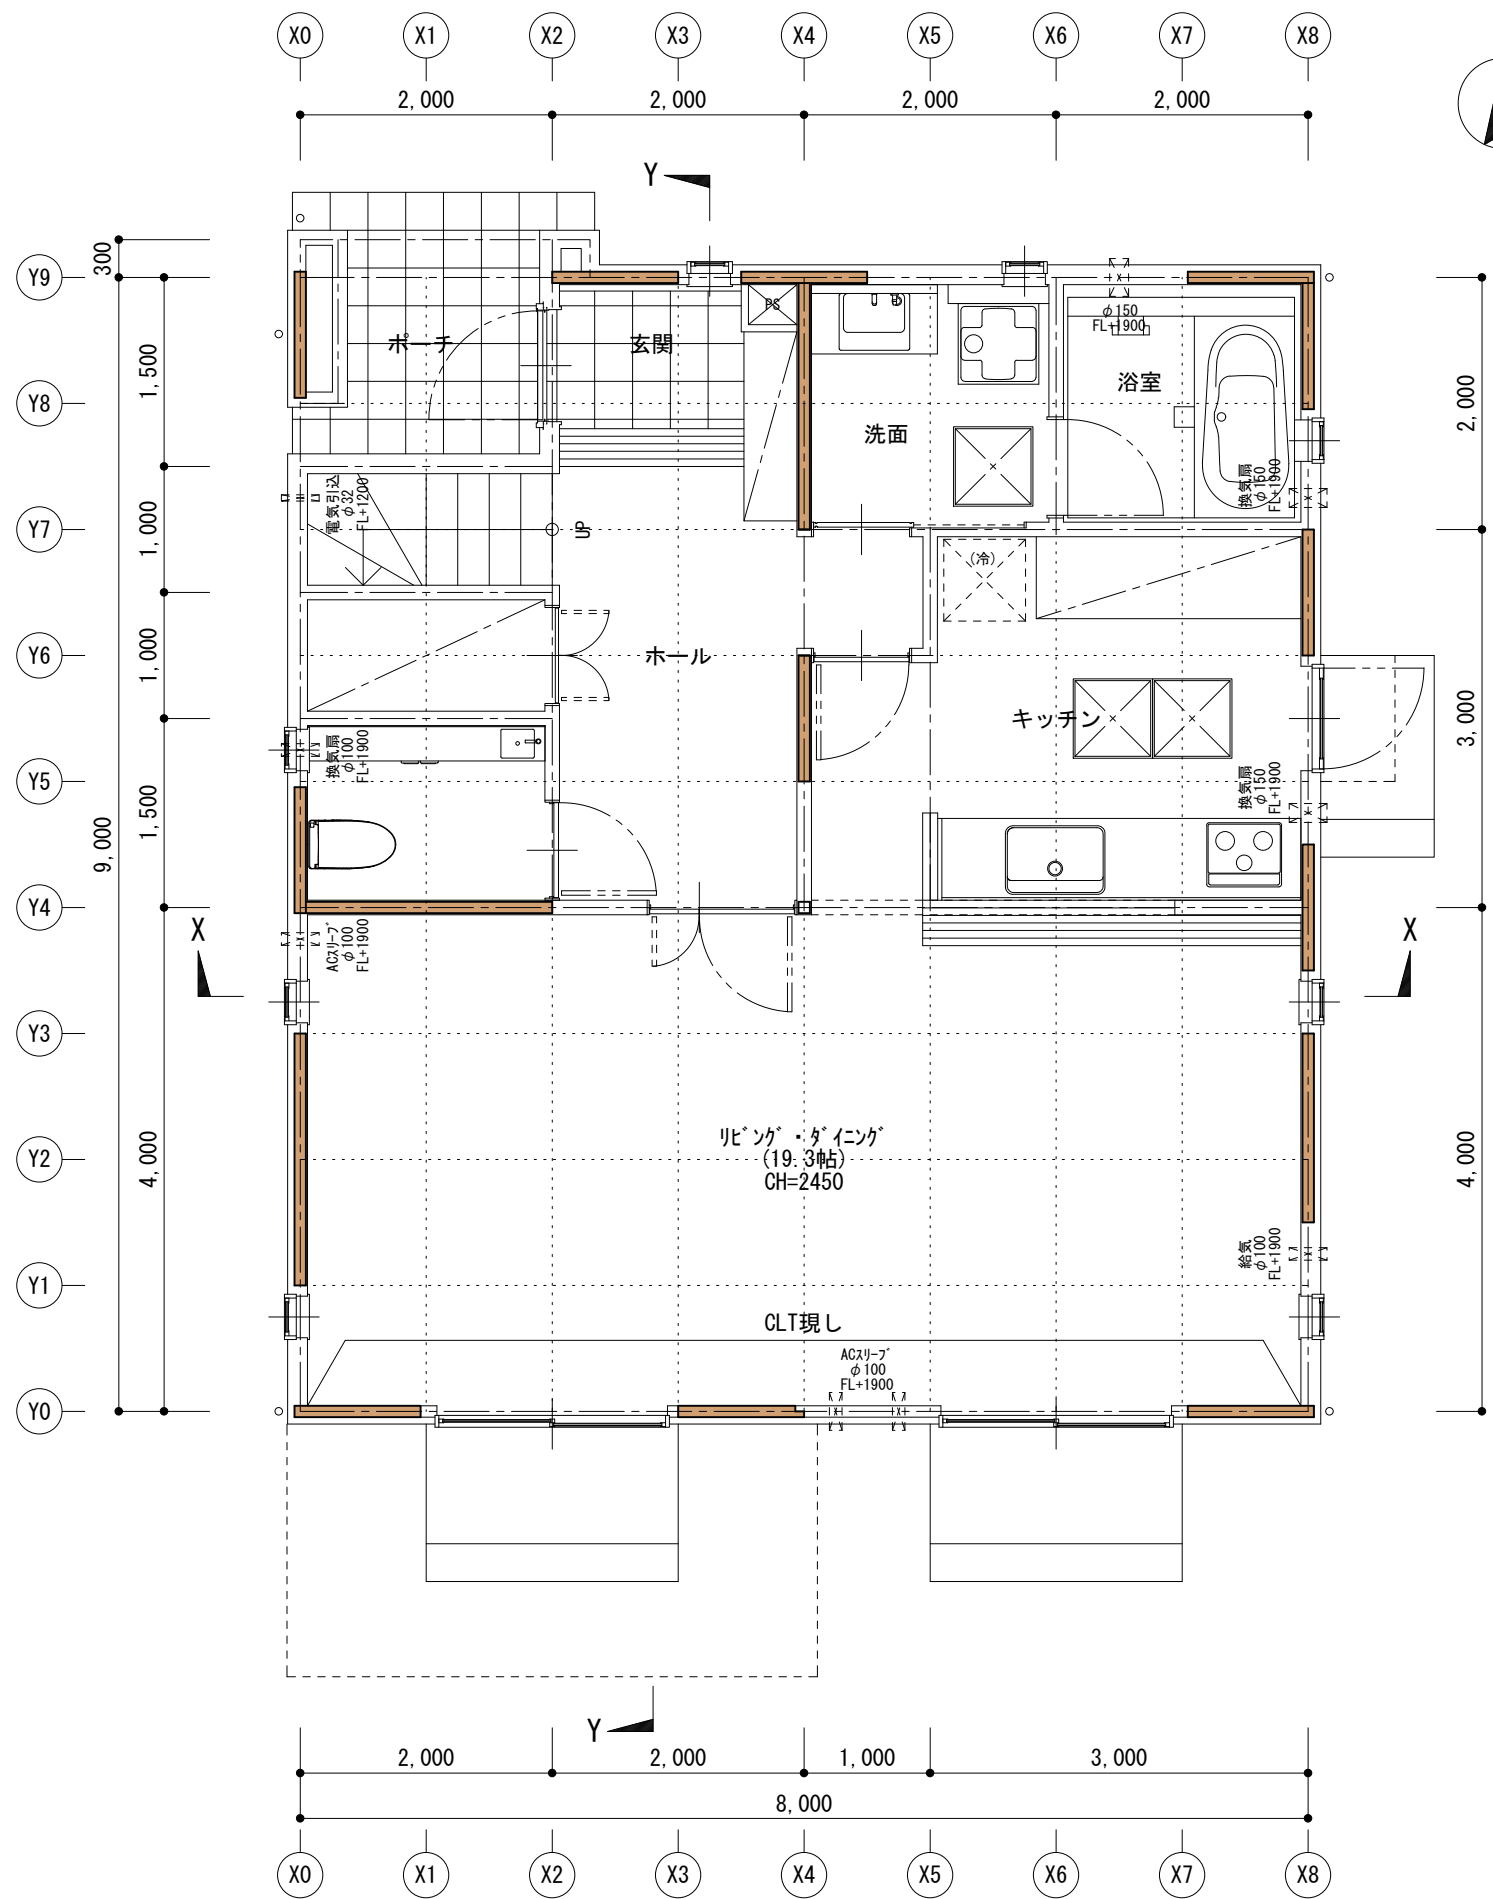 X0 X1 X2 X3 X4 X5 X6 X7 X8
2,000 2,000 2,000 2,000
Y
300
Y9
PS
φ150
FL+1900
ポーチ
玄関
浴室
1,500
Y8
2,000
洗面
換気扇
φ150
FL+1900
電気引込
φ32
FL+1200
1,000
Y7
UP
(冷)
1,000
Y6
ホール
キッチン
3,000
換気扇
φ100
FL+1900
Y5
換気扇
φ150
FL+1900
1,500
9,000
Y4
X
ACスリーブ
φ100
FL+1900
X
Y3
リビング・ダイニング
(19.3帖)
CH=2450
Y2
4,000
4,000
給気
φ100
FL+1900
Y1
CLT現し
ACスリーブ
φ100
FL+1900
Y0
Y
2,000 2,000 1,000 3,000
8,000
X0 X1 X2 X3 X4 X5 X6 X7 X8